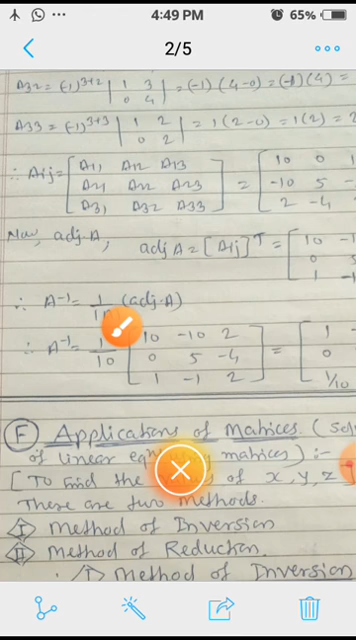 4:49 PM 65%
2/5
A32 = (-1)^3+2 | 1 3 | = (-1) (4-0) = (-1) (4) =
0 4
A33 = (-1)^3+3 | 1 2 | = 1 (2-0) = 1(2) = 2
0 2
∴ Aij = [ A11 A12 A13 ] = [ 10 0 1
A21 A22 A23 -10 5 -
A31 A32 A33 2 -4
Now, adj.A, adj A = [Aij]^T = [ 10 -1
0 5
1 -1
∴ A^-1 = 1/ (adj.A)
∴ A^-1 = 1/10 [ 10 -10 2 ] = [ 1 -
0 5 -4 0
1 -1 2 1/10
(F) Applications of Matrices. (Sol
of linear matrices) :-
[To find the of x, y, z
There are two methods.
I Method of Inversion
II Method of Reduction.
I Method of Inversion